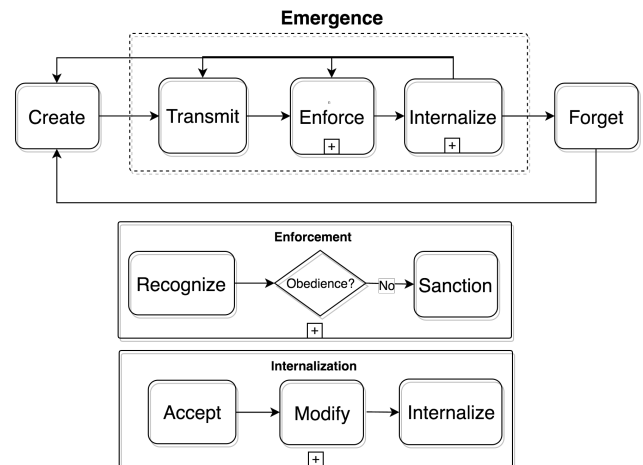 Emergence
Create
Transmit
Enforce
Internalize
Forget
+
+
Enforcement
Recognize
Obedience?
No
Sanction
+
Internalization
Accept
Modify
Internalize
+